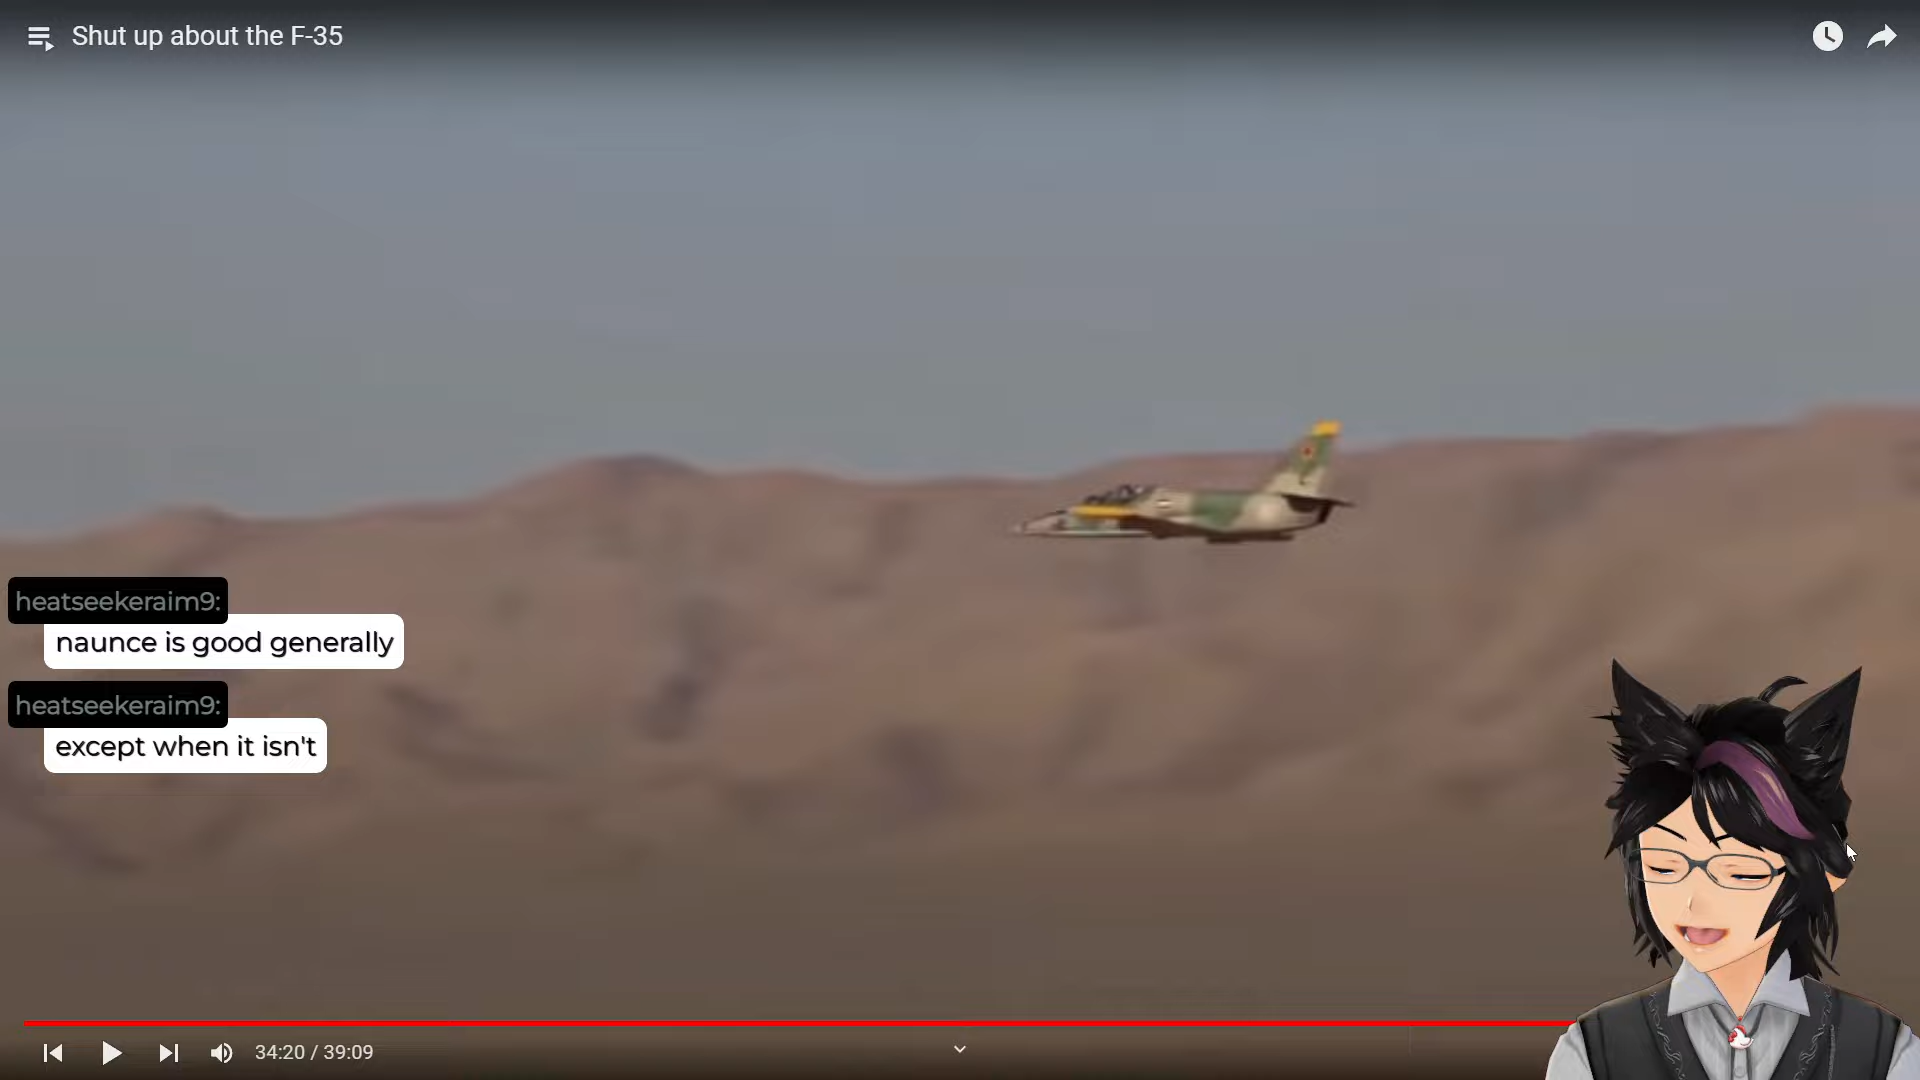 Shut up about the F-35
heatseekeraim9:
naunce is good generally
heatseekeraim9:
except when it isn't
34:20 / 39:09